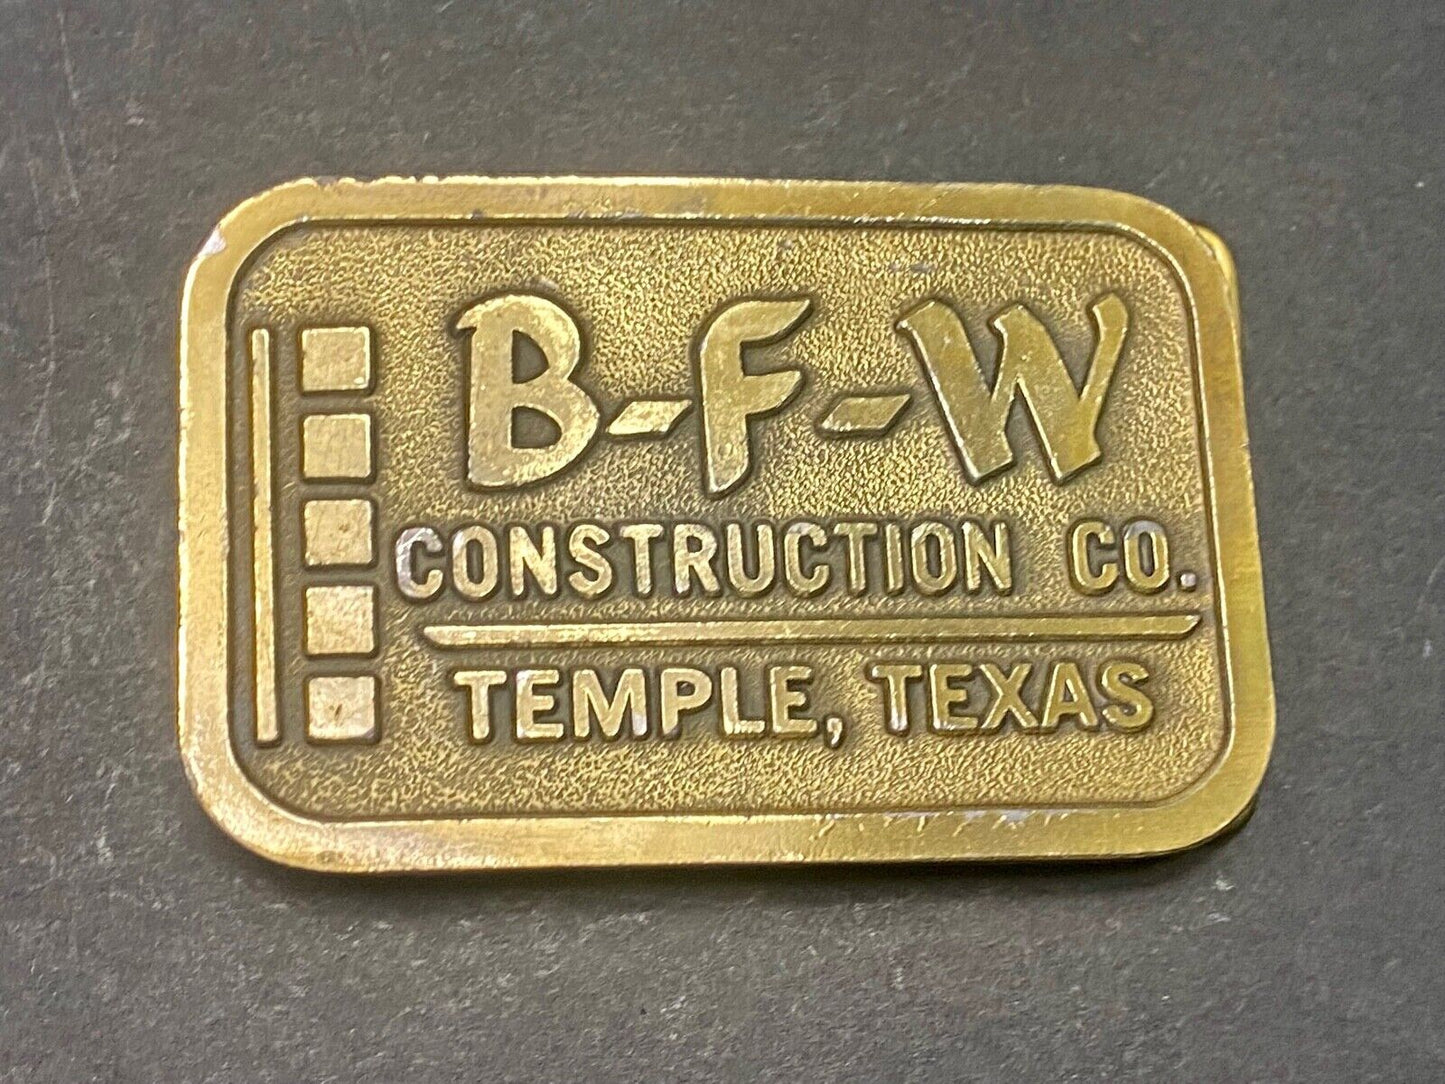 B-F-W
CONSTRUCTION CO.
TEMPLE, TEXAS